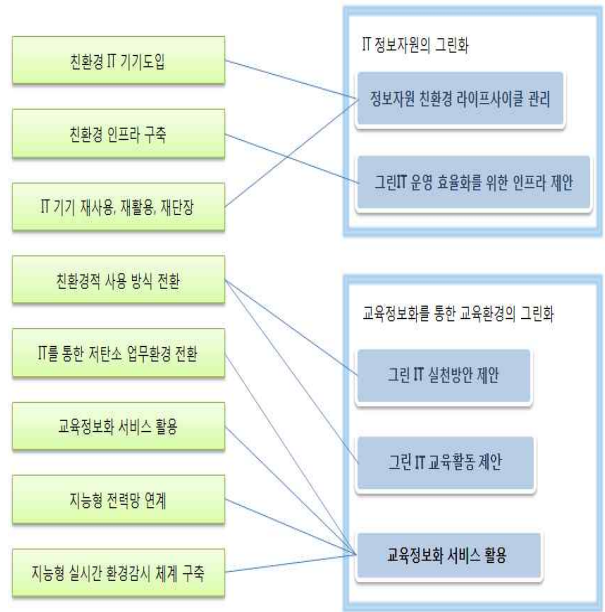 친환경 IT 기기도입
친환경 인프라 구축
IT 기기 재사용, 재활용, 재단장
친환경적 사용 방식 전환
IT를 통한 저탄소 업무환경 전환
교육정보화 서비스 활용
지능형 전력망 연계
지능형 실시간 환경감시 체계 구축
IT 정보자원의 그린화
정보자원 친환경 라이프사이클 관리
그린IT 운영 효율화를 위한 인프라 제안
교육정보화를 통한 교육환경의 그린화
그린 IT 실천방안 제안
그린 IT 교육활동 제안
교육정보화 서비스 활용